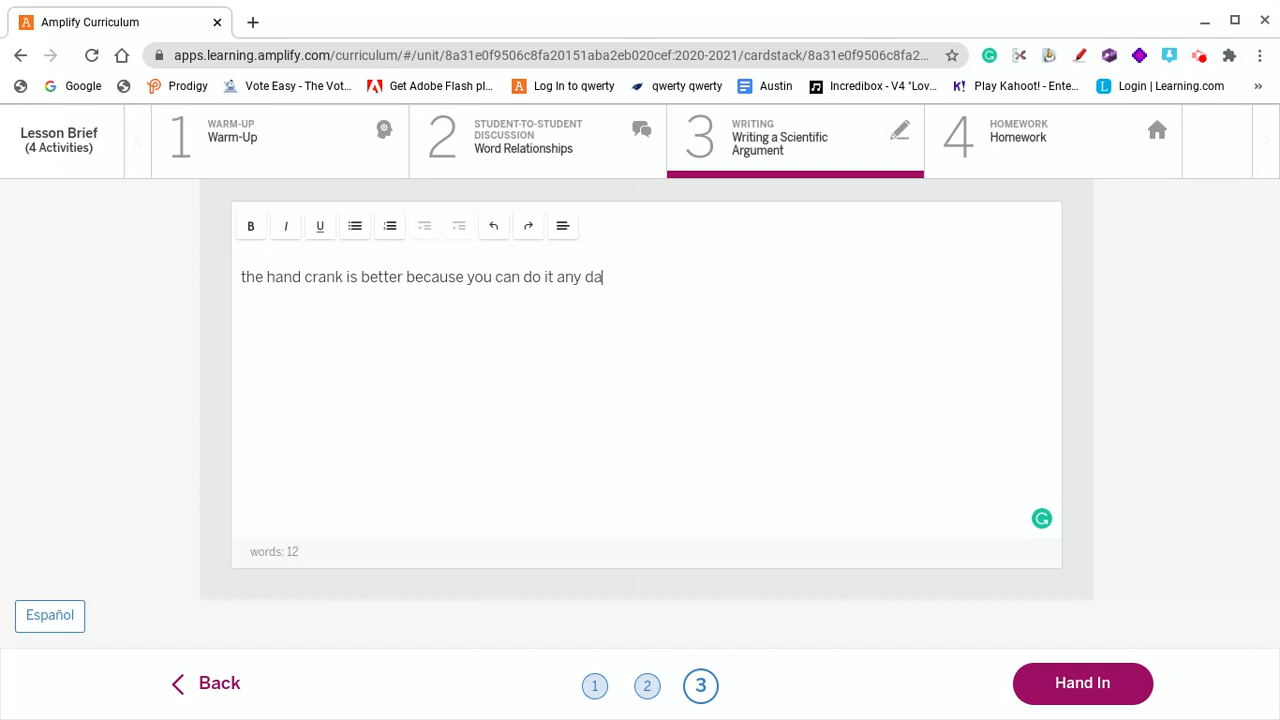 Amplify Curriculum
apps.learning.amplify.com/curriculum/#/unit/8a31e0f9506c8fa20151aba2eb020cef;2020-2021/cardstack/8a31e0f9506c8fa2...
Google Prodigy Vote Easy - The Vot... Get Adobe Flash pl... Log In to qwerty qwerty qwerty Austin Incredibox - V4 "Lov... K! Play Kahoot! - Ente... L Login | Learning.com »
Lesson Brief
(4 Activities)
1
WARM-UP
Warm-Up
2
STUDENT-TO-STUDENT
DISCUSSION
Word Relationships
3
WRITING
Writing a Scientific
Argument
4
HOMEWORK
Homework
B I U
the hand crank is better because you can do it any da
words: 12
Español
Back
1 2 3
Hand In